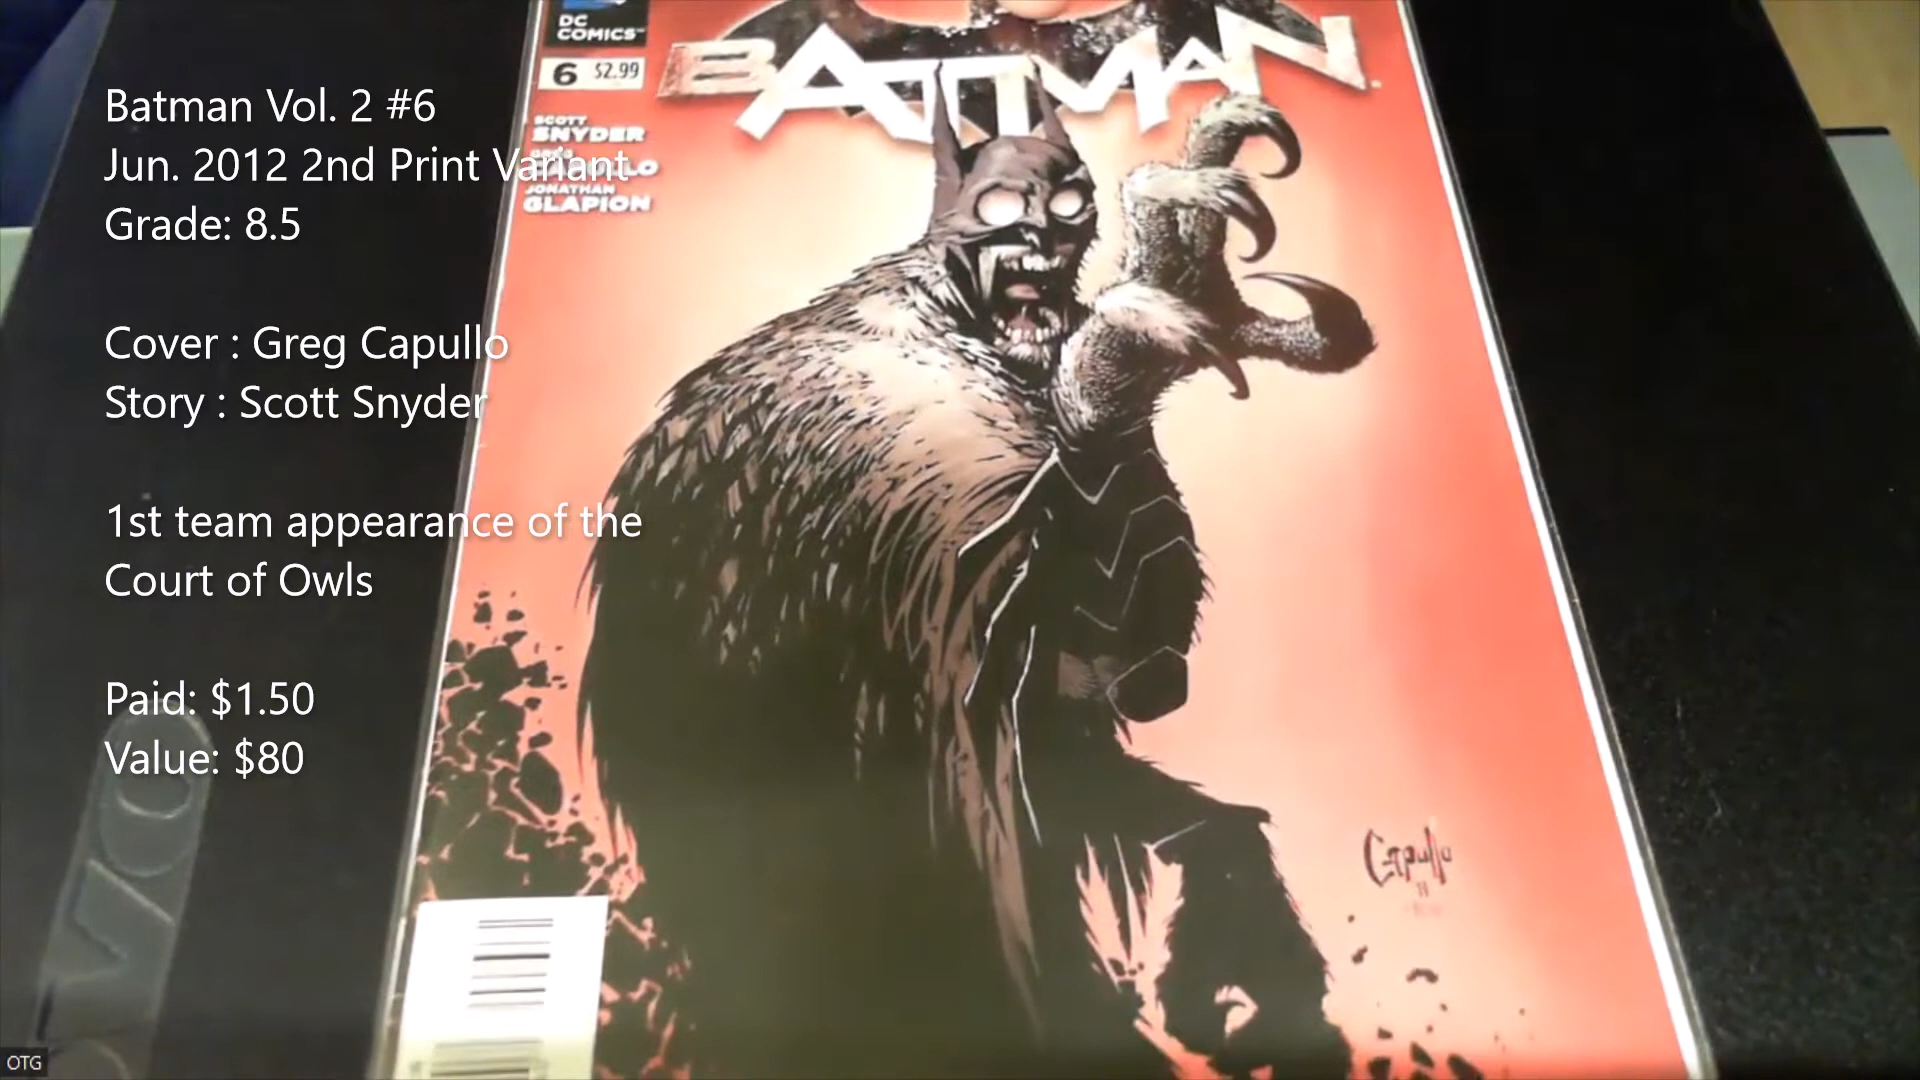 DC
COMICS™
6 $2.99
BATMAN
SCOTT
SNYDER
JONATHAN
GLAPION
Batman Vol. 2 #6
Jun. 2012 2nd Print Variant
Grade: 8.5
Cover : Greg Capullo
Story : Scott Snyder
1st team appearance of the
Court of Owls
Paid: $1.50
Value: $80
Capullo
11
OTG